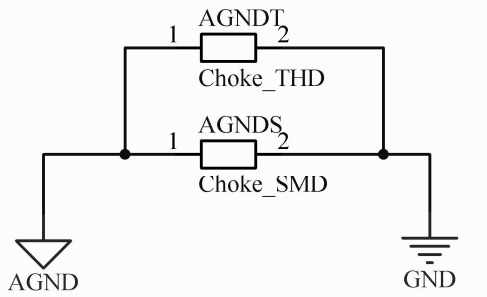 AGNDT
1 2
Choke_THD
AGNDS
1 2
Choke_SMD
AGND
GND